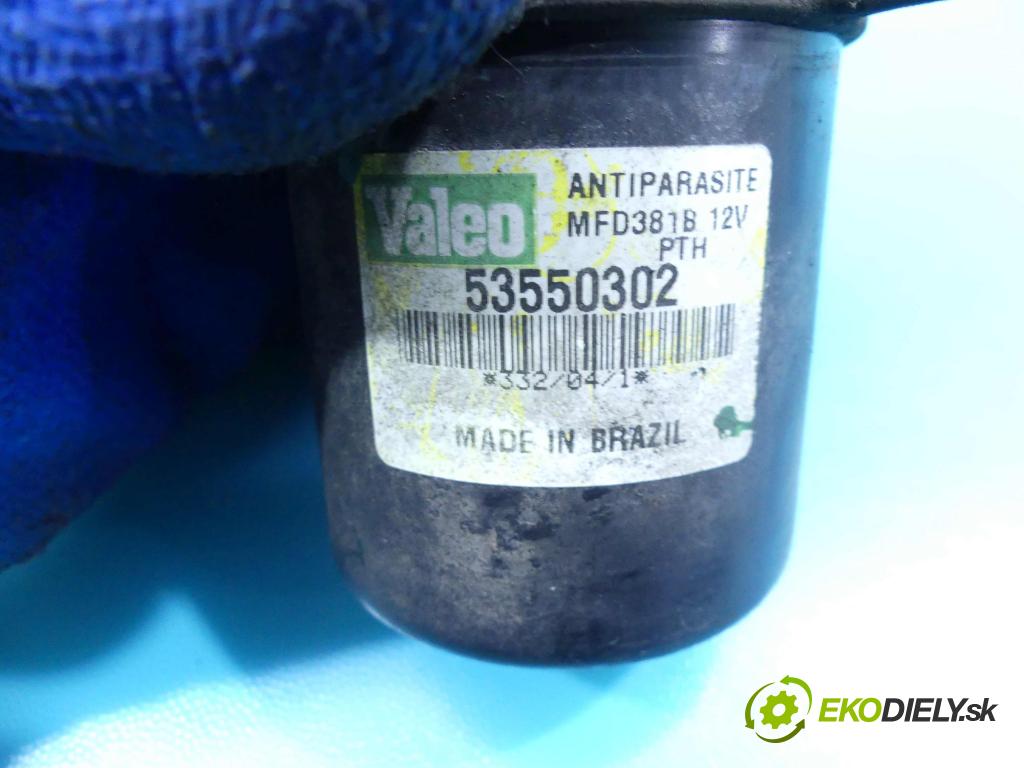 Valeo
ANTIPARASITE
MFD381B 12V
PTH
53550302
*332/04/1*
MADE IN BRAZIL
EKODIELY.sk